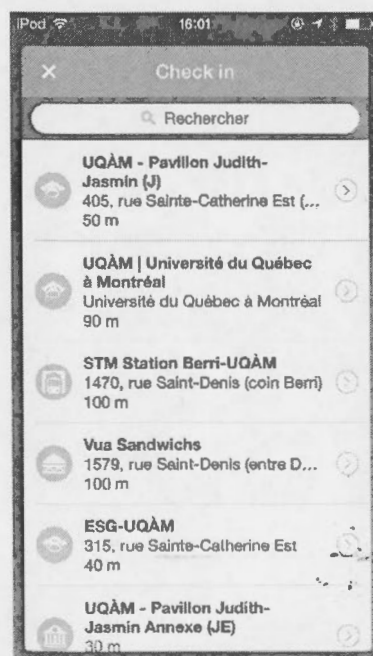 iPod 16:01
Check in
Rechercher
UQÀM - Pavillon Judith-
Jasmin (J)
405, rue Sainte-Catherine Est (...
50 m
UQÀM | Université du Québec
à Montréal
Université du Québec à Montréal
90 m
STM Station Berri-UQÀM
1470, rue Saint-Denis (coin Berri)
100 m
Vua Sandwichs
1579, rue Saint-Denis (entre D...
100 m
ESG-UQÀM
315, rue Sainte-Catherine Est
40 m
UQÀM - Pavillon Judith-
Jasmin Annexe (JE)
30 m